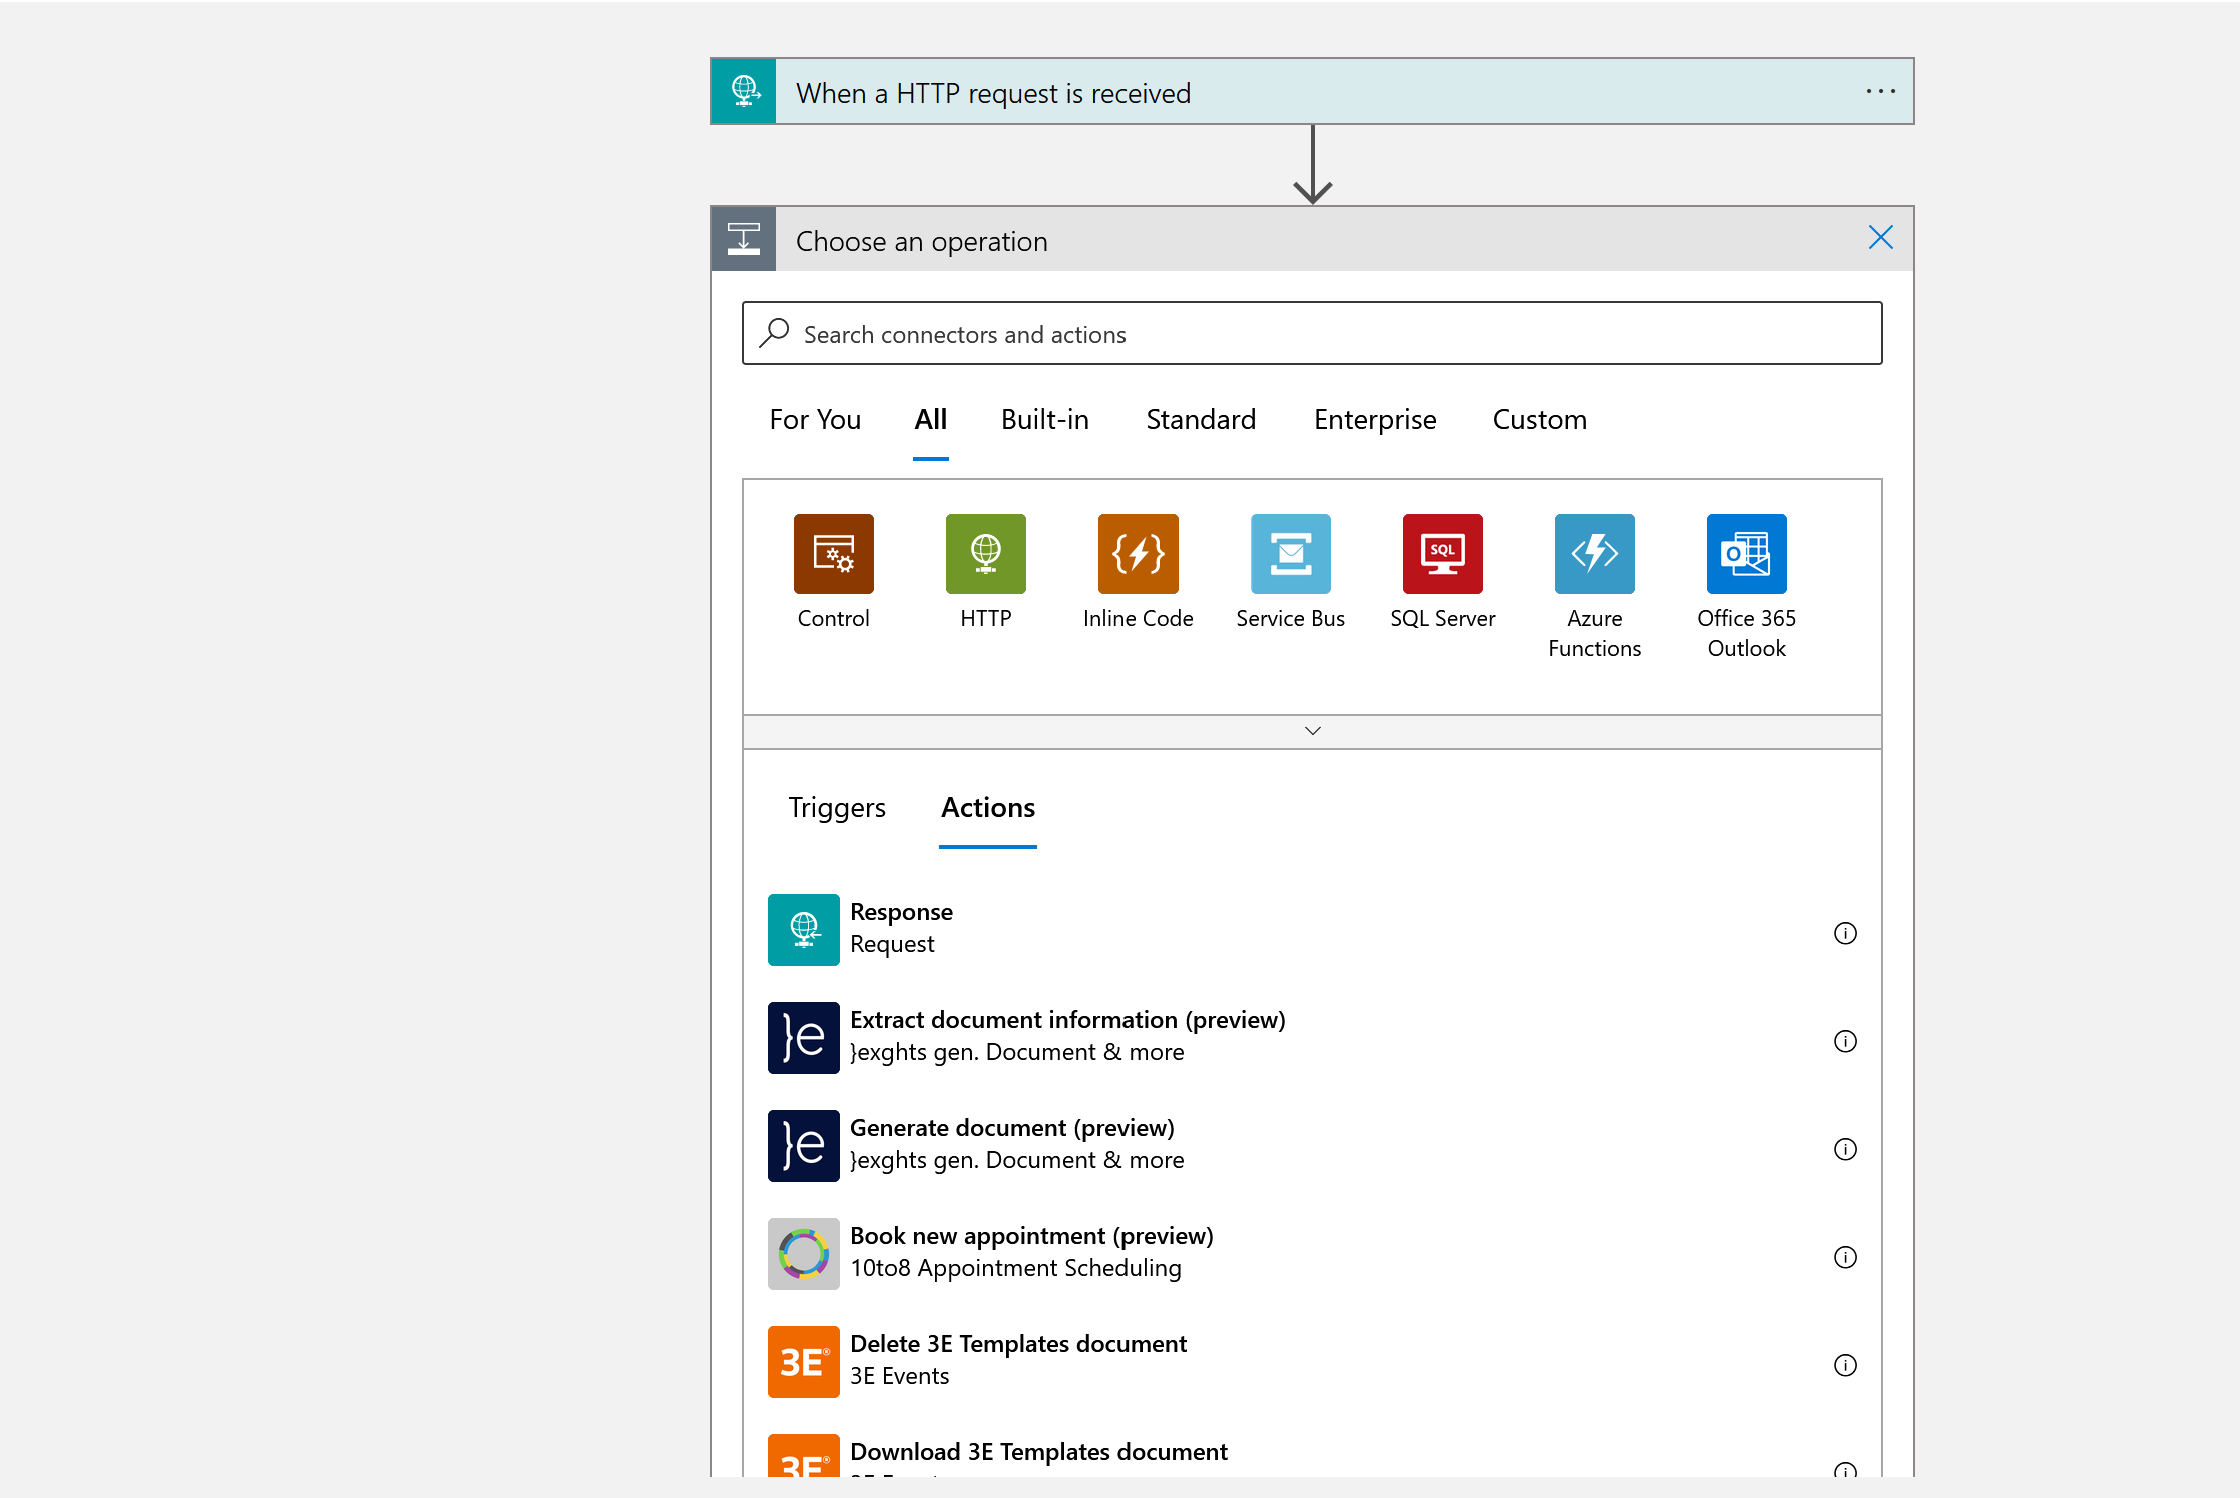 When a HTTP request is received
Choose an operation
Search connectors and actions
For You All Built-in Standard Enterprise Custom
SQL
Control HTTP Inline Code Service Bus SQL Server Azure Functions Office 365 Outlook
Triggers Actions
Response
Request
}e
Extract document information (preview)
}exghts gen. Document & more
}e
Generate document (preview)
}exghts gen. Document & more
Book new appointment (preview)
10to8 Appointment Scheduling
3E®
Delete 3E Templates document
3E Events
3E®
Download 3E Templates document